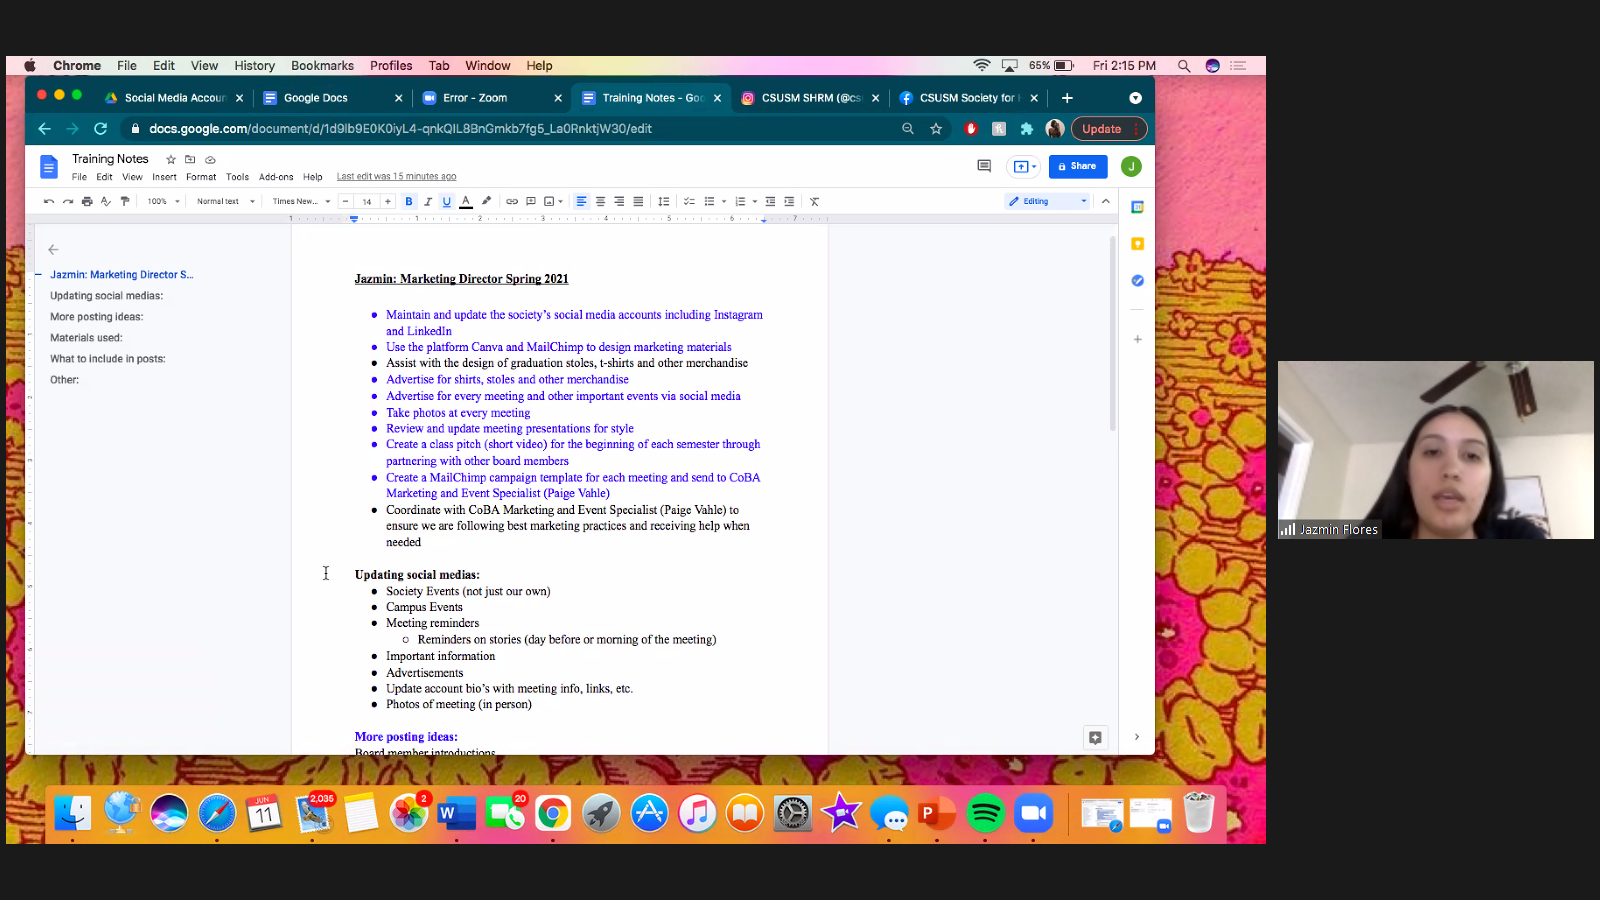 Chrome File Edit View History Bookmarks Profiles Tab Window Help 65% Fri 2:15 PM
Social Media Accoun Google Docs Error - Zoom Training Notes - Goo CSUSM SHRM (@cs CSUSM Society for
docs.google.com/document/d/1d9lb9E0K0iyL4-qnkQIL8BnGmkb7fg5_La0RnktjW30/edit Update
Training Notes
File Edit View Insert Format Tools Add-ons Help Last edit was 15 minutes ago
Share
J
100% Normal text Times New... 14 B I U A Editing
1 1 2 3 4 5 6 7
Jazmin: Marketing Director S...
Updating social medias:
More posting ideas:
Materials used:
What to include in posts:
Other:
Jazmin: Marketing Director Spring 2021
Maintain and update the society's social media accounts including Instagram
and LinkedIn
Use the platform Canva and MailChimp to design marketing materials
Assist with the design of graduation stoles, t-shirts and other merchandise
Advertise for shirts, stoles and other merchandise
Advertise for every meeting and other important events via social media
Take photos at every meeting
Review and update meeting presentations for style
Create a class pitch (short video) for the beginning of each semester through
partnering with other board members
Create a MailChimp campaign template for each meeting and send to CoBA
Marketing and Event Specialist (Paige Vahle)
Coordinate with CoBA Marketing and Event Specialist (Paige Vahle) to
ensure we are following best marketing practices and receiving help when
needed
Updating social medias:
Society Events (not just our own)
Campus Events
Meeting reminders
Reminders on stories (day before or morning of the meeting)
Important information
Advertisements
Update account bio's with meeting info, links, etc.
Photos of meeting (in person)
More posting ideas:
Board member introductions
Jazmin Flores
JUN
11
2,035
2
W
20
P